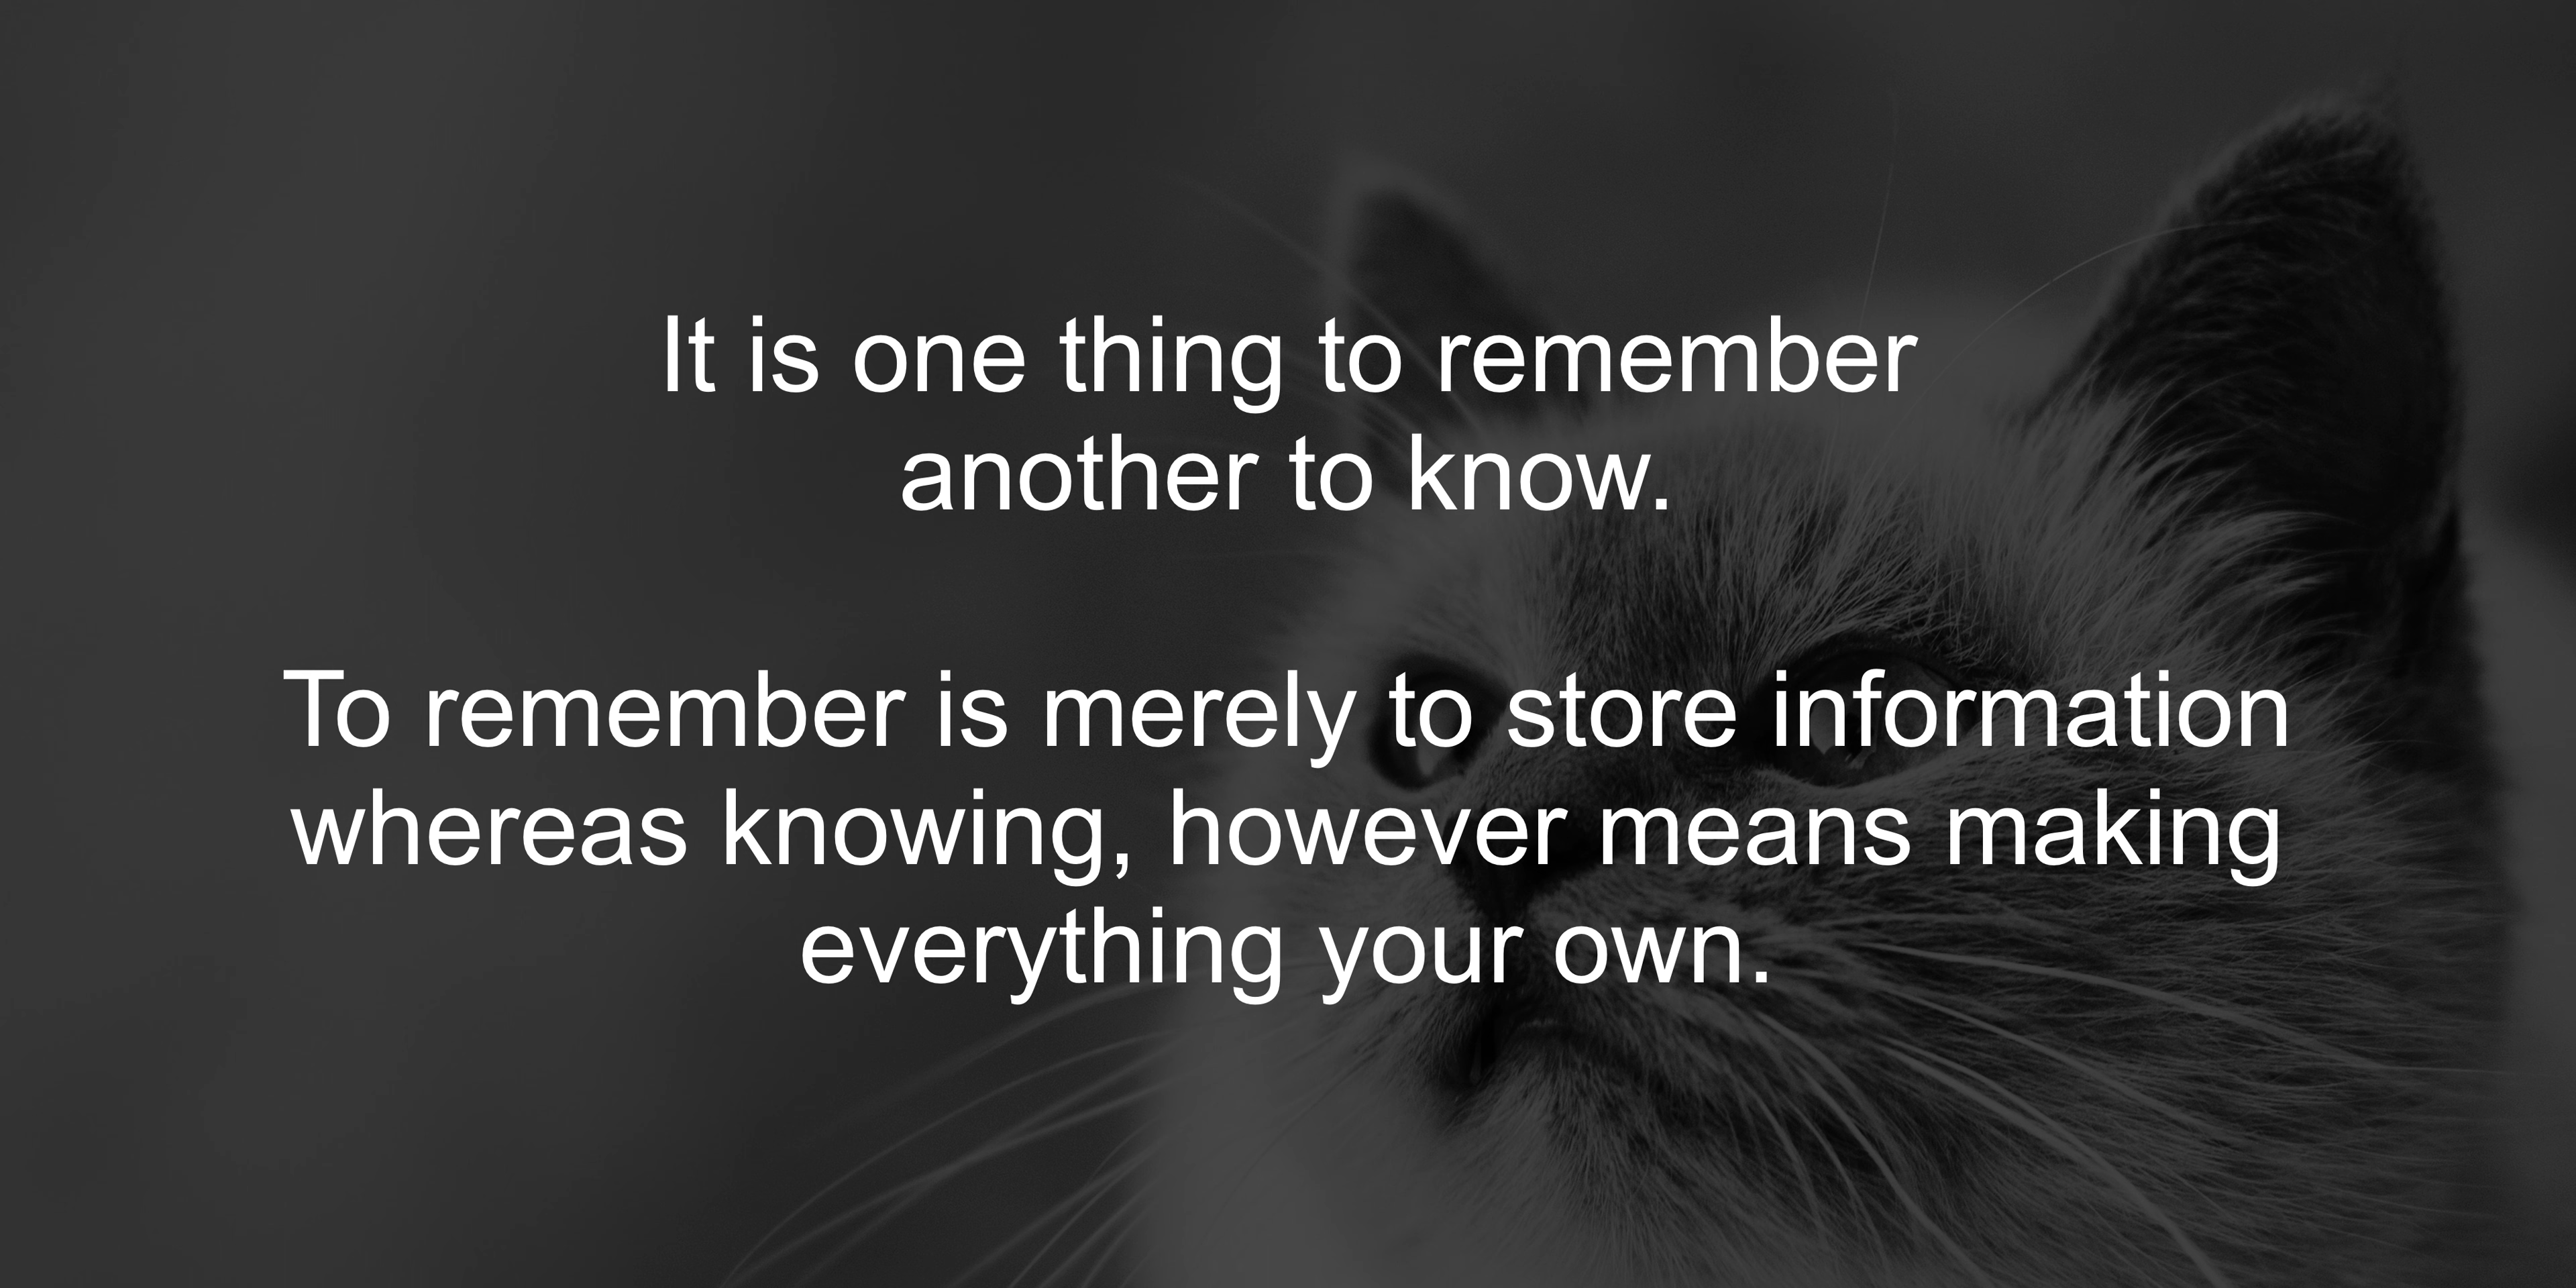 It is one thing to remember
another to know.
To remember is merely to store information
whereas knowing, however means making
everything your own.